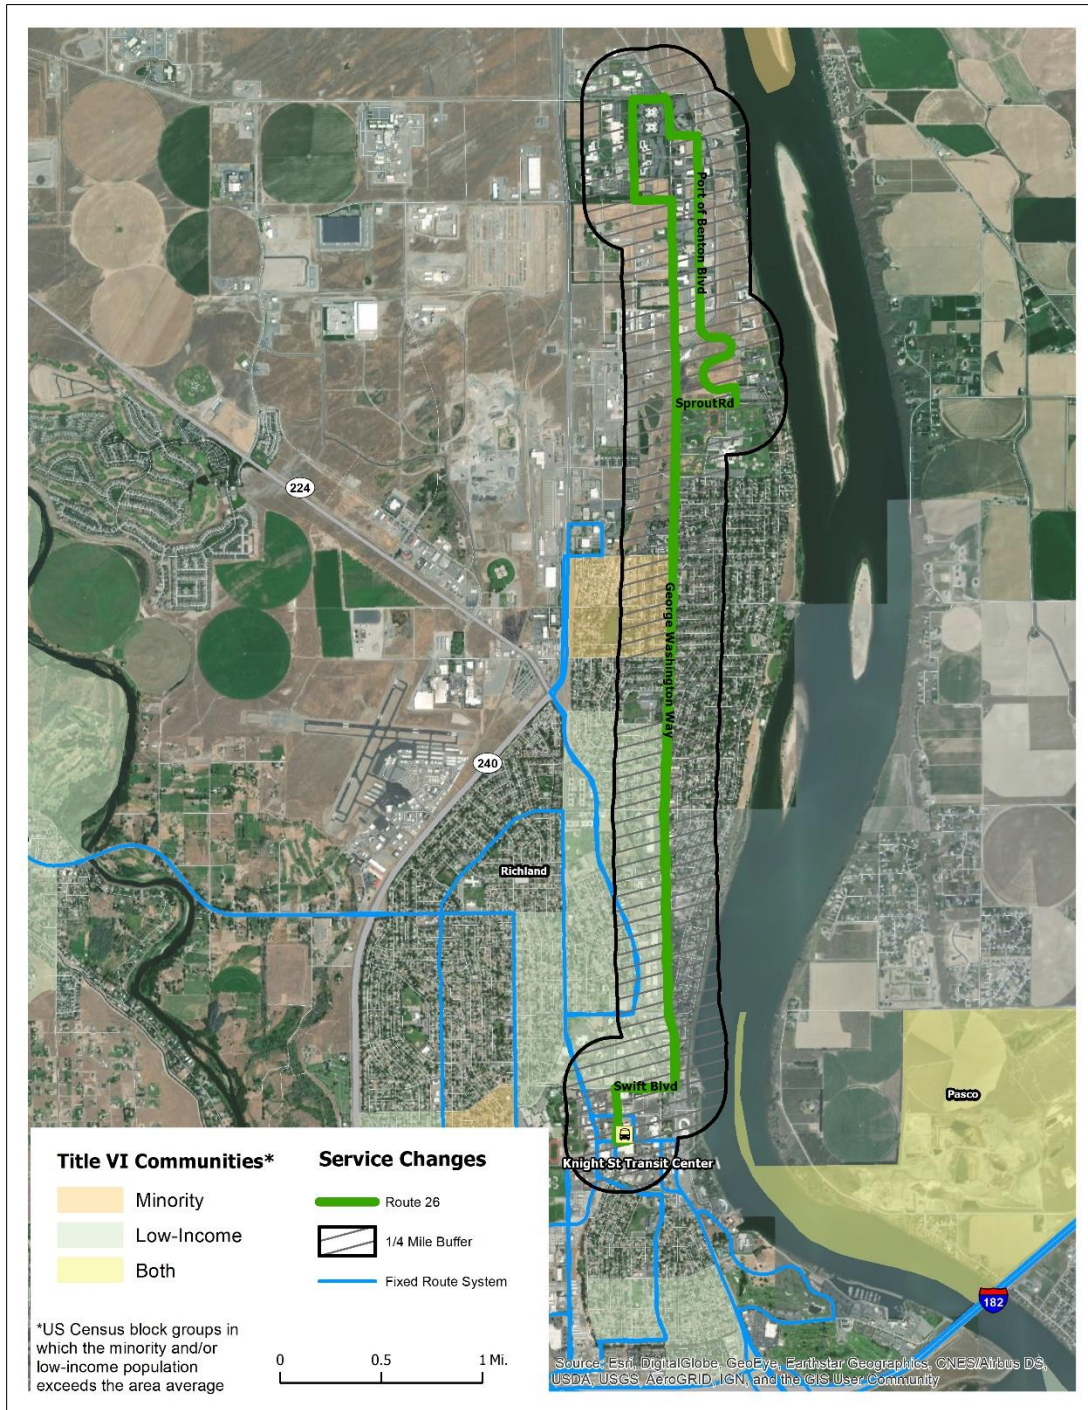 Port of Benton Blvd
SproutRd
224
George Washington Way
240
Richland
Swift Blvd
Pasco
Knight St Transit Center
182
Title VI Communities*
Minority
Low-Income
Both
*US Census block groups in
which the minority and/or
low-income population
exceeds the area average
Service Changes
Route 26
1/4 Mile Buffer
Fixed Route System
0 0.5 1 Mi.
Source: Esri, DigitalGlobe, GeoEye, Earthstar Geographics, CNES/Airbus DS,
USDA, USGS, AeroGRID, IGN, and the GIS User Community